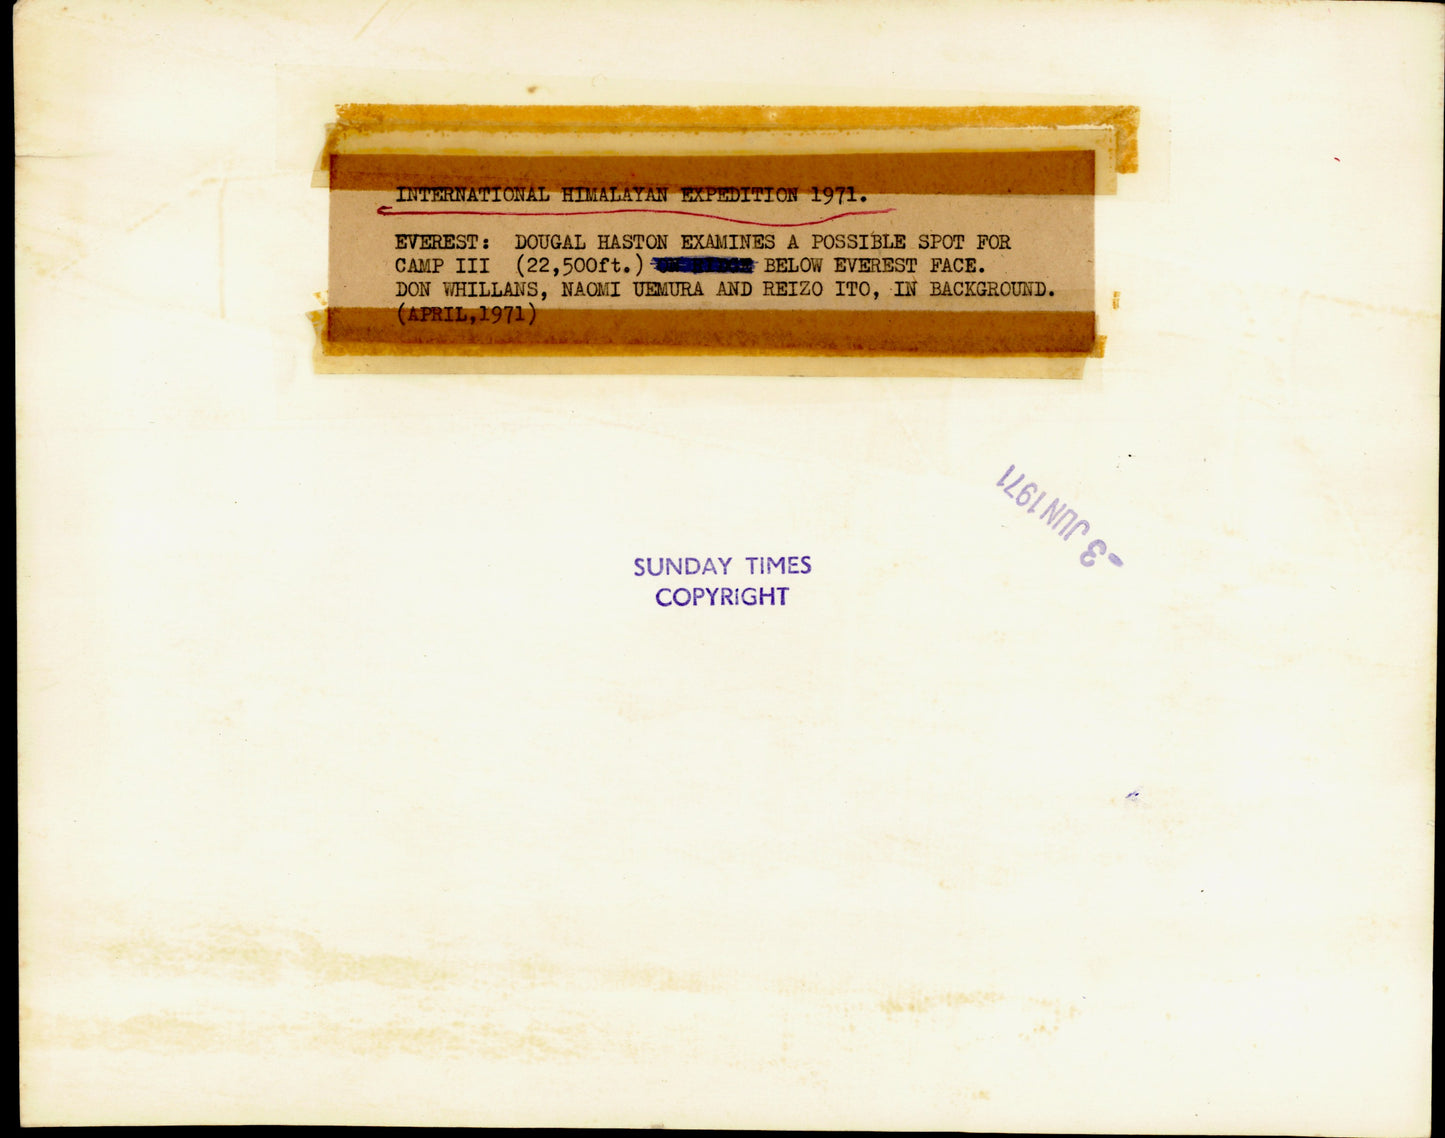 INTERNATIONAL HIMALAYAN EXPEDITION 1971.
EVEREST: DOUGAL HASTON EXAMINES A POSSIBLE SPOT FOR
CAMP III (22,500ft.) BELOW EVEREST FACE.
DON WHILLANS, NAOMI UEMURA AND REIZO ITO, IN BACKGROUND.
(APRIL,1971)
-3 JUN 1971
SUNDAY TIMES
COPYRIGHT